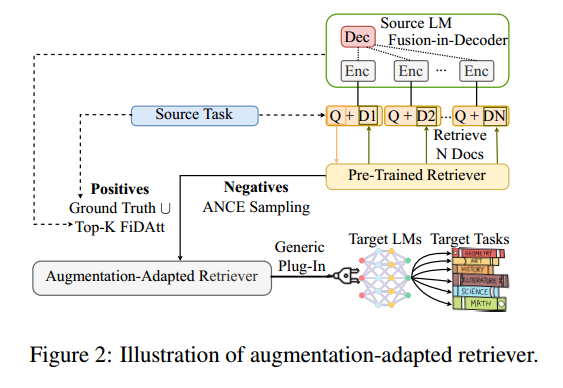 Source LM
Dec Fusion-in-Decoder
Enc Enc ... Enc
Source Task
Q + D1 Q + D2 ... Q + DN
Retrieve
N Docs
Pre-Trained Retriever
Positives
Ground Truth ∪
Top-K FiDAtt
Negatives
ANCE Sampling
Augmentation-Adapted Retriever
Generic
Plug-In
Target LMs
Target Tasks
GEOMETRY
ART
HISTORY
LITERATURE
SCIENCE
MATH
Figure 2: Illustration of augmentation-adapted retriever.